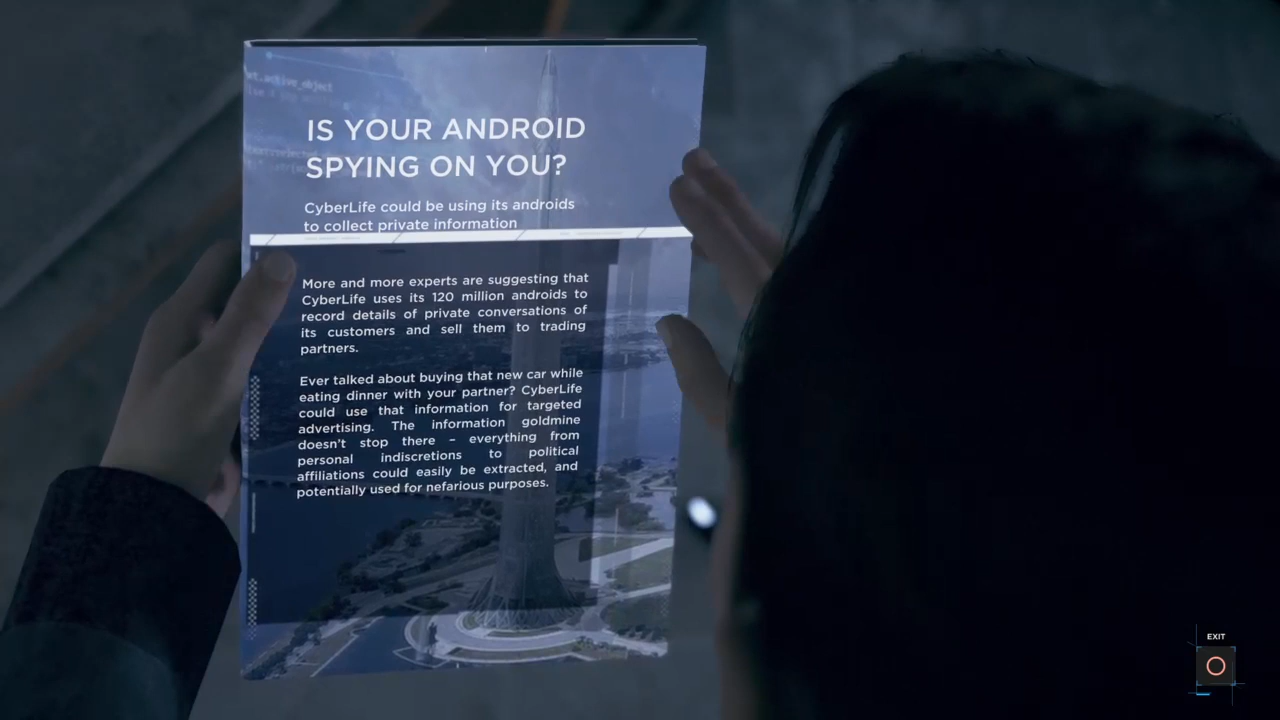 wt.active_object
IS YOUR ANDROID
SPYING ON YOU?
CyberLife could be using its androids
to collect private information
More and more experts are suggesting that
CyberLife uses its 120 million androids to
record details of private conversations of
its customers and sell them to trading
partners.
Ever talked about buying that new car while
eating dinner with your partner? CyberLife
could use that information for targeted
advertising. The information goldmine
doesn't stop there – everything from
personal indiscretions to political
affiliations could easily be extracted, and
potentially used for nefarious purposes.
EXIT